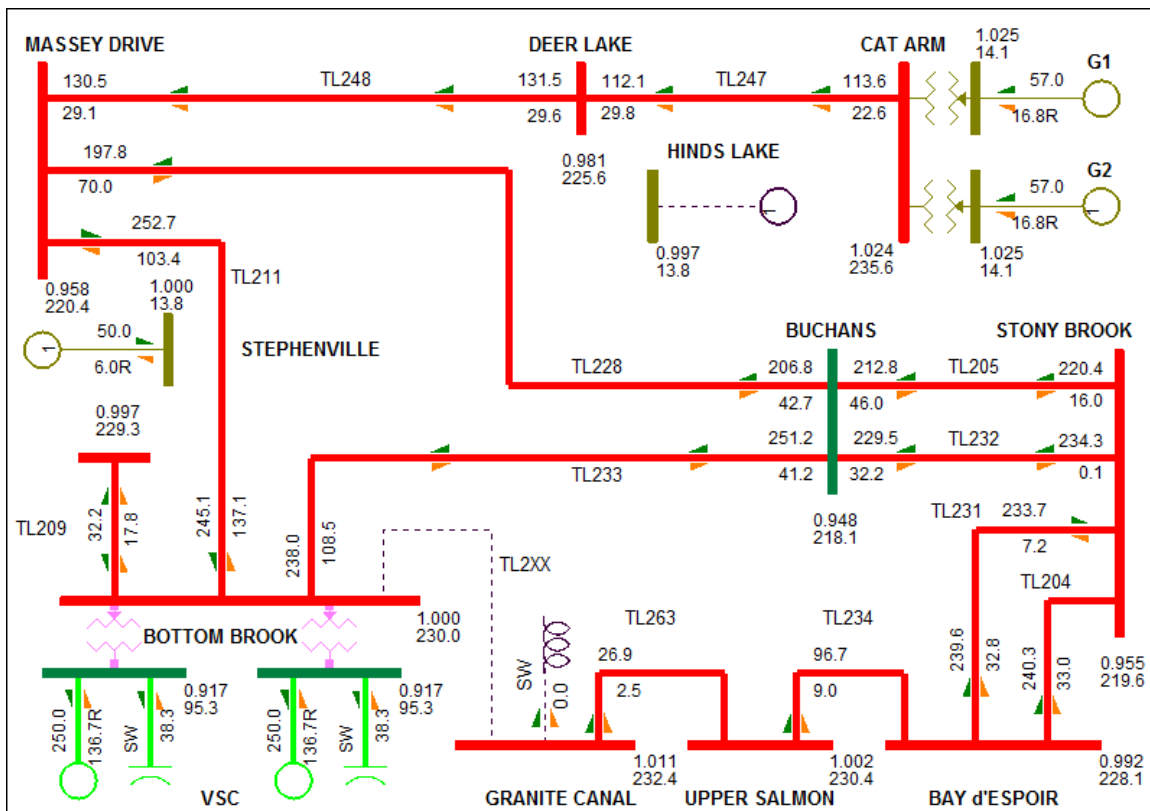 MASSEY DRIVE
DEER LAKE
CAT ARM
1.025
14.1
G1
130.5
TL248
131.5
112.1
TL247
113.6
57.0
29.1
29.6
29.8
22.6
16.8R
197.8
70.0
HINDS LAKE
0.981
225.6
G2
57.0
1
16.8R
252.7
103.4
TL211
0.997
13.8
1
1.024
235.6
1.025
14.1
0.958
220.4
1.000
13.8
50.0
1
6.0R
STEPHENVILLE
BUCHANS
STONY BROOK
TL228
206.8
212.8
TL205
220.4
42.7
46.0
16.0
0.997
229.3
251.2
229.5
TL232
234.3
TL233
41.2
32.2
0.1
TL209
32.2
17.8
245.1
137.1
238.0
108.5
0.948
218.1
TL231
233.7
7.2
TL2XX
TL204
BOTTOM BROOK
1.000
230.0
TL263
TL234
SW
0.0
26.9
2.5
96.7
9.0
239.6
32.8
240.3
33.0
0.955
219.6
250.0
136.7R
SW
38.3
0.917
95.3
250.0
136.7R
SW
38.3
0.917
95.3
1.011
232.4
1.002
230.4
0.992
228.1
VSC
GRANITE CANAL
UPPER SALMON
BAY d'ESPOIR